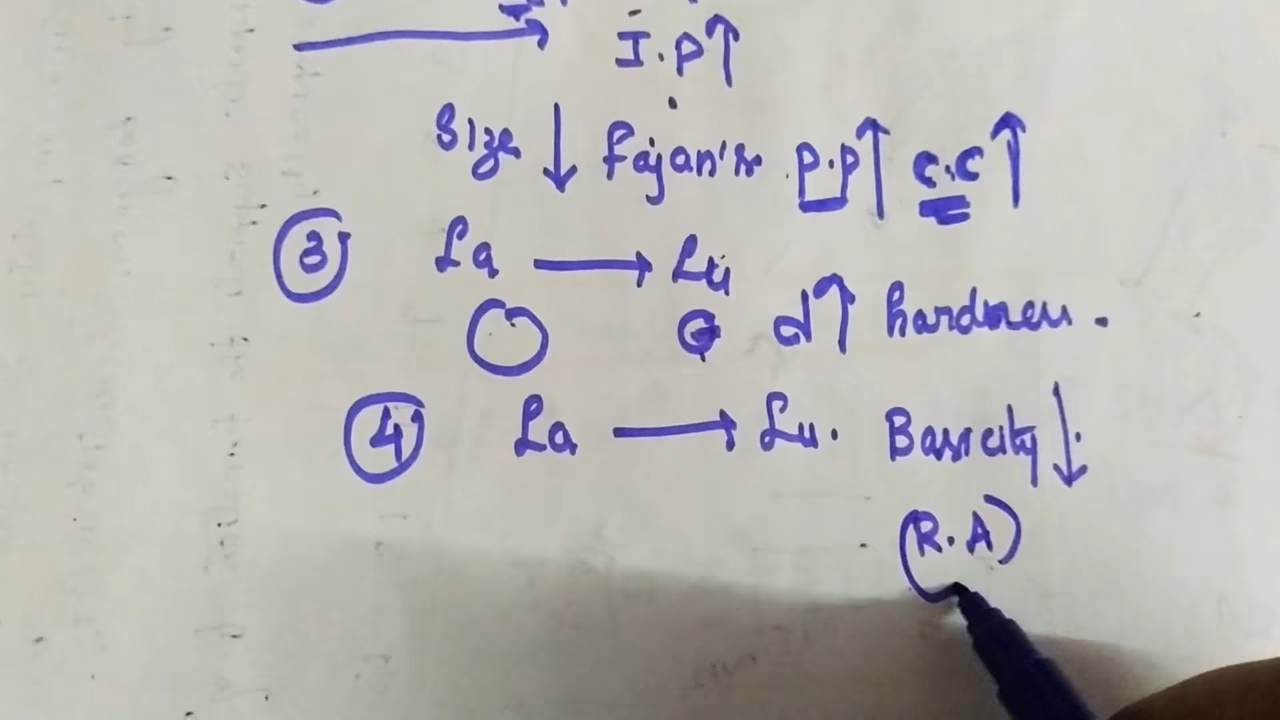 I.P↑
Size ↓ Fajan's P.P↑ C.C↑
③ La → Lu
d↑ hardness.
④ La → Lu. Basicity↓
(R.A)